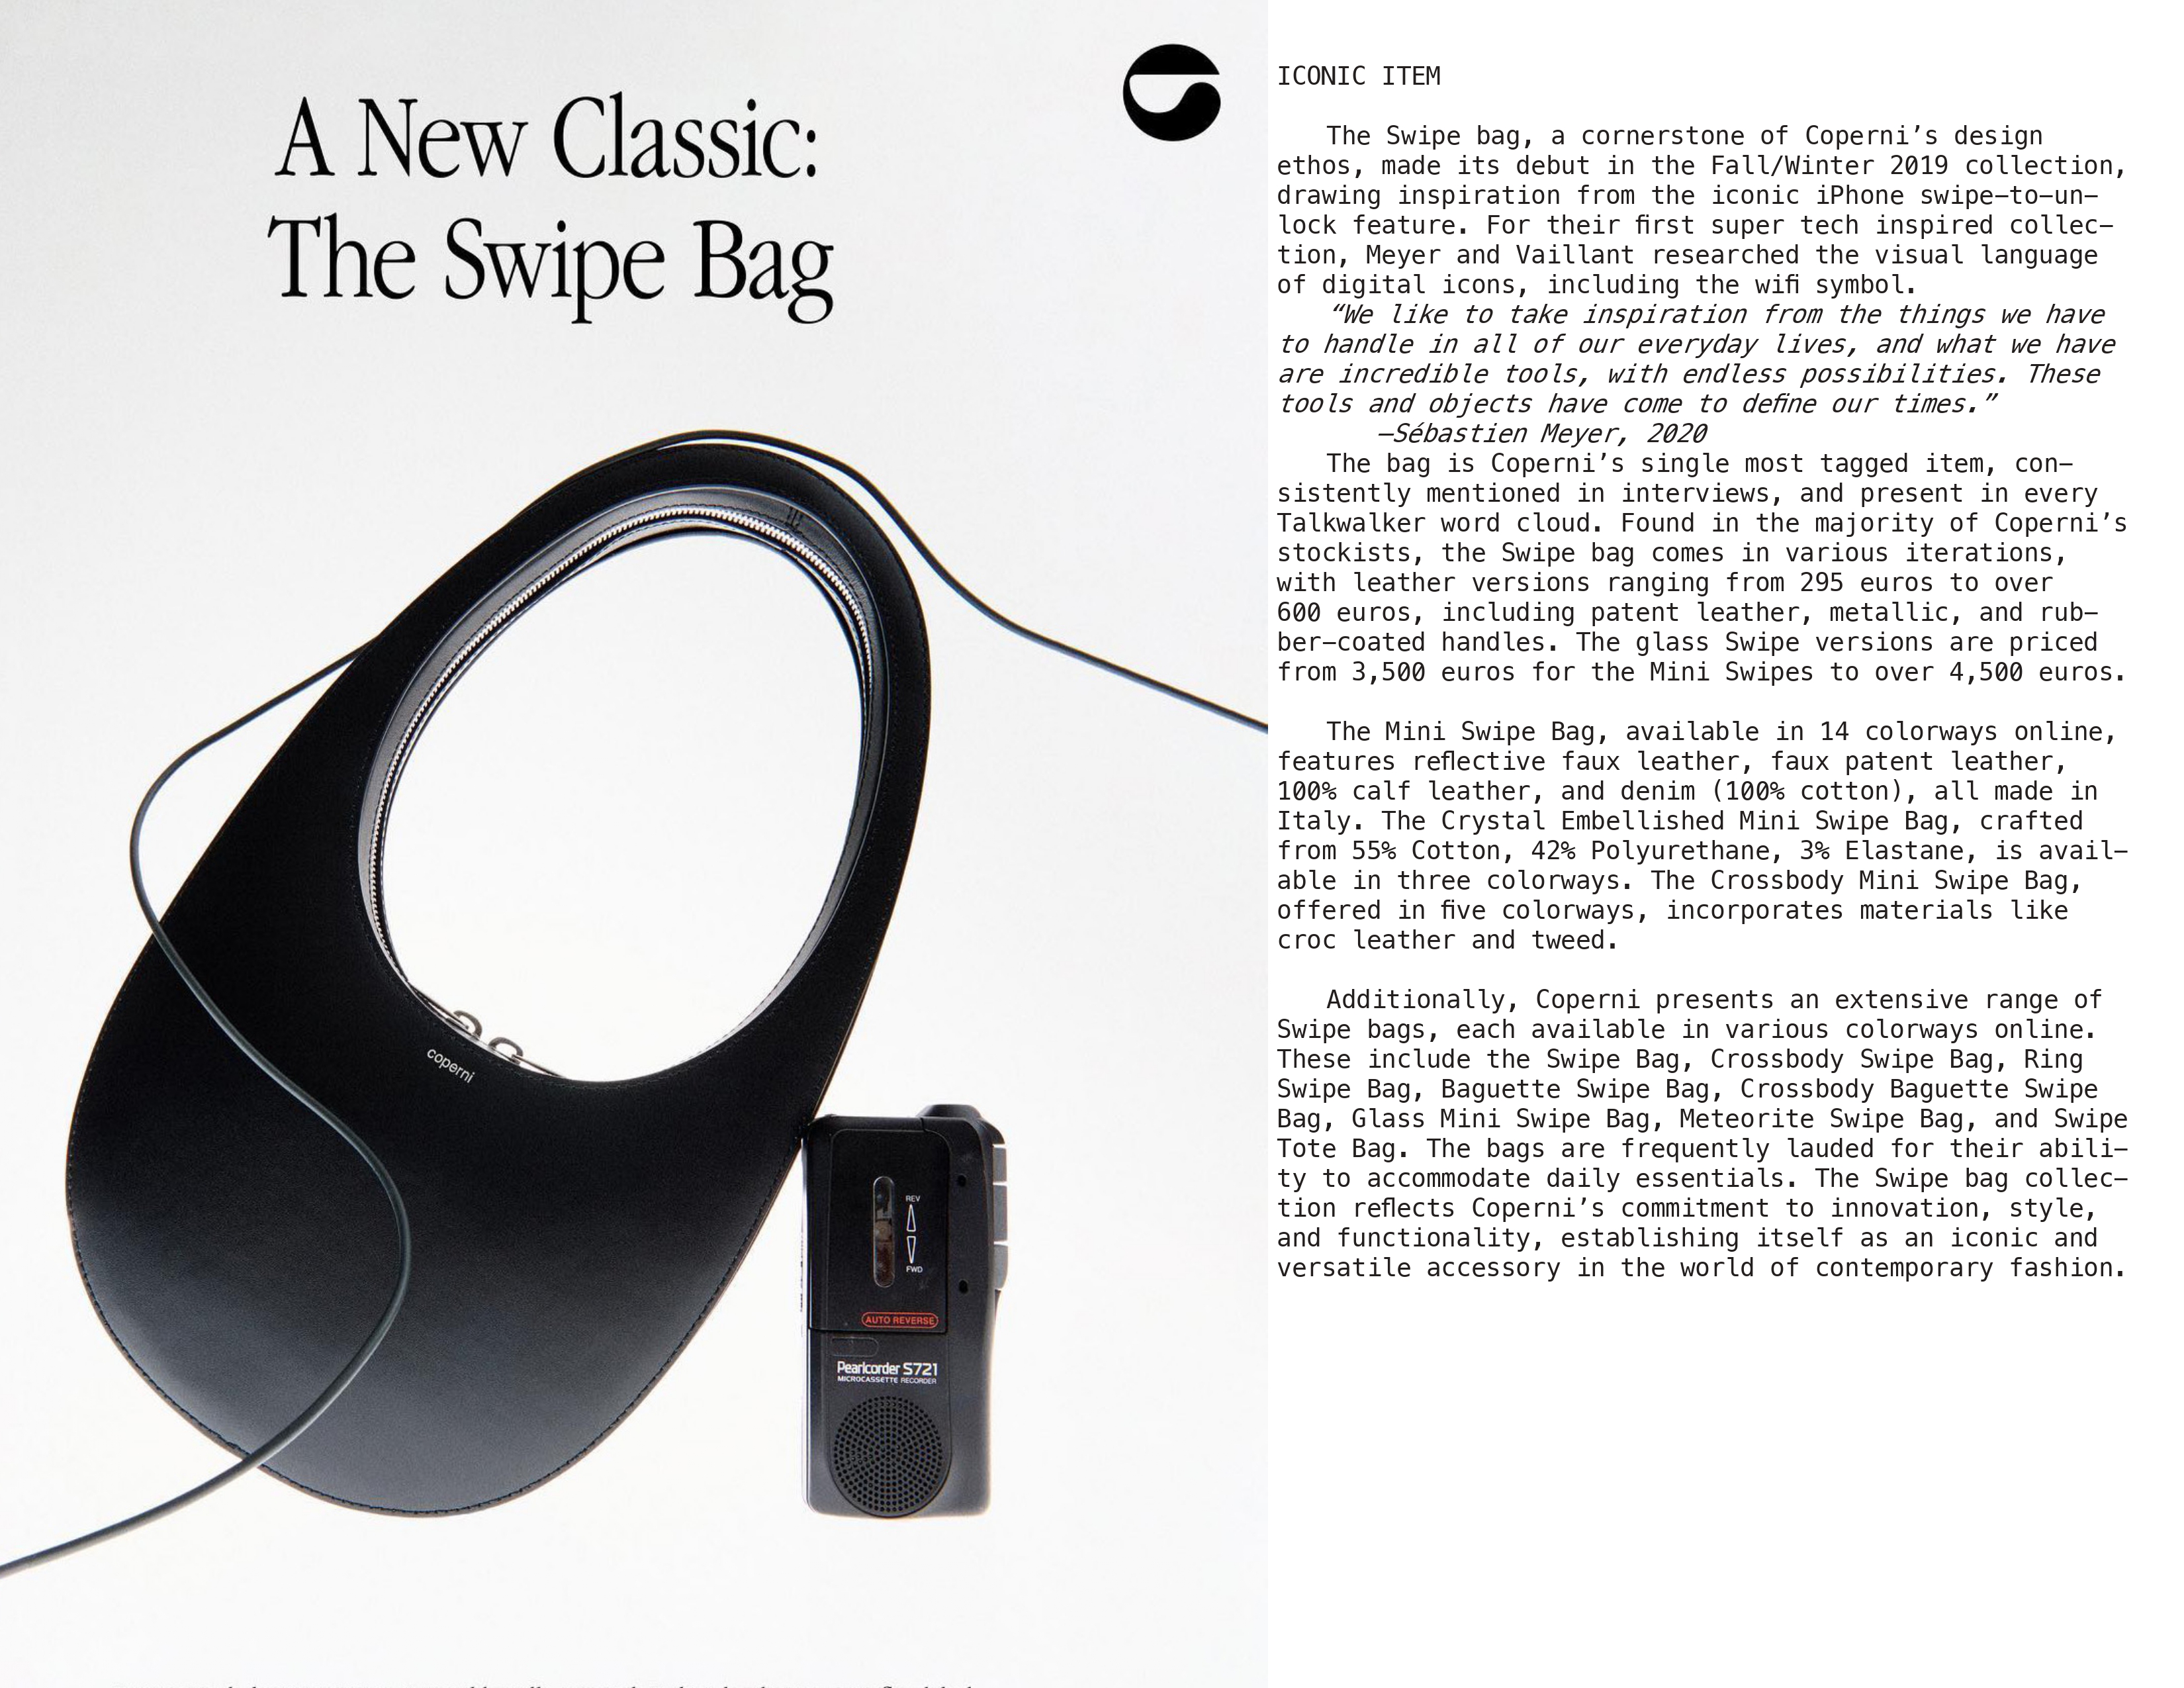 A New Classic:
The Swipe Bag
coperni
REV
FWD
AUTO REVERSE
Pearlcorder S721
MICROCASSETTE RECORDER
ICONIC ITEM
The Swipe bag, a cornerstone of Coperni’s design
ethos, made its debut in the Fall/Winter 2019 collection,
drawing inspiration from the iconic iPhone swipe-to-un-
lock feature. For their first super tech inspired collec-
tion, Meyer and Vaillant researched the visual language
of digital icons, including the wifi symbol.
“We like to take inspiration from the things we have
to handle in all of our everyday lives, and what we have
are incredible tools, with endless possibilities. These
tools and objects have come to define our times.”
—Sébastien Meyer, 2020
The bag is Coperni’s single most tagged item, con-
sistently mentioned in interviews, and present in every
Talkwalker word cloud. Found in the majority of Coperni’s
stockists, the Swipe bag comes in various iterations,
with leather versions ranging from 295 euros to over
600 euros, including patent leather, metallic, and rub-
ber-coated handles. The glass Swipe versions are priced
from 3,500 euros for the Mini Swipes to over 4,500 euros.
The Mini Swipe Bag, available in 14 colorways online,
features reflective faux leather, faux patent leather,
100% calf leather, and denim (100% cotton), all made in
Italy. The Crystal Embellished Mini Swipe Bag, crafted
from 55% Cotton, 42% Polyurethane, 3% Elastane, is avail-
able in three colorways. The Crossbody Mini Swipe Bag,
offered in five colorways, incorporates materials like
croc leather and tweed.
Additionally, Coperni presents an extensive range of
Swipe bags, each available in various colorways online.
These include the Swipe Bag, Crossbody Swipe Bag, Ring
Swipe Bag, Baguette Swipe Bag, Crossbody Baguette Swipe
Bag, Glass Mini Swipe Bag, Meteorite Swipe Bag, and Swipe
Tote Bag. The bags are frequently lauded for their abili-
ty to accommodate daily essentials. The Swipe bag collec-
tion reflects Coperni’s commitment to innovation, style,
and functionality, establishing itself as an iconic and
versatile accessory in the world of contemporary fashion.